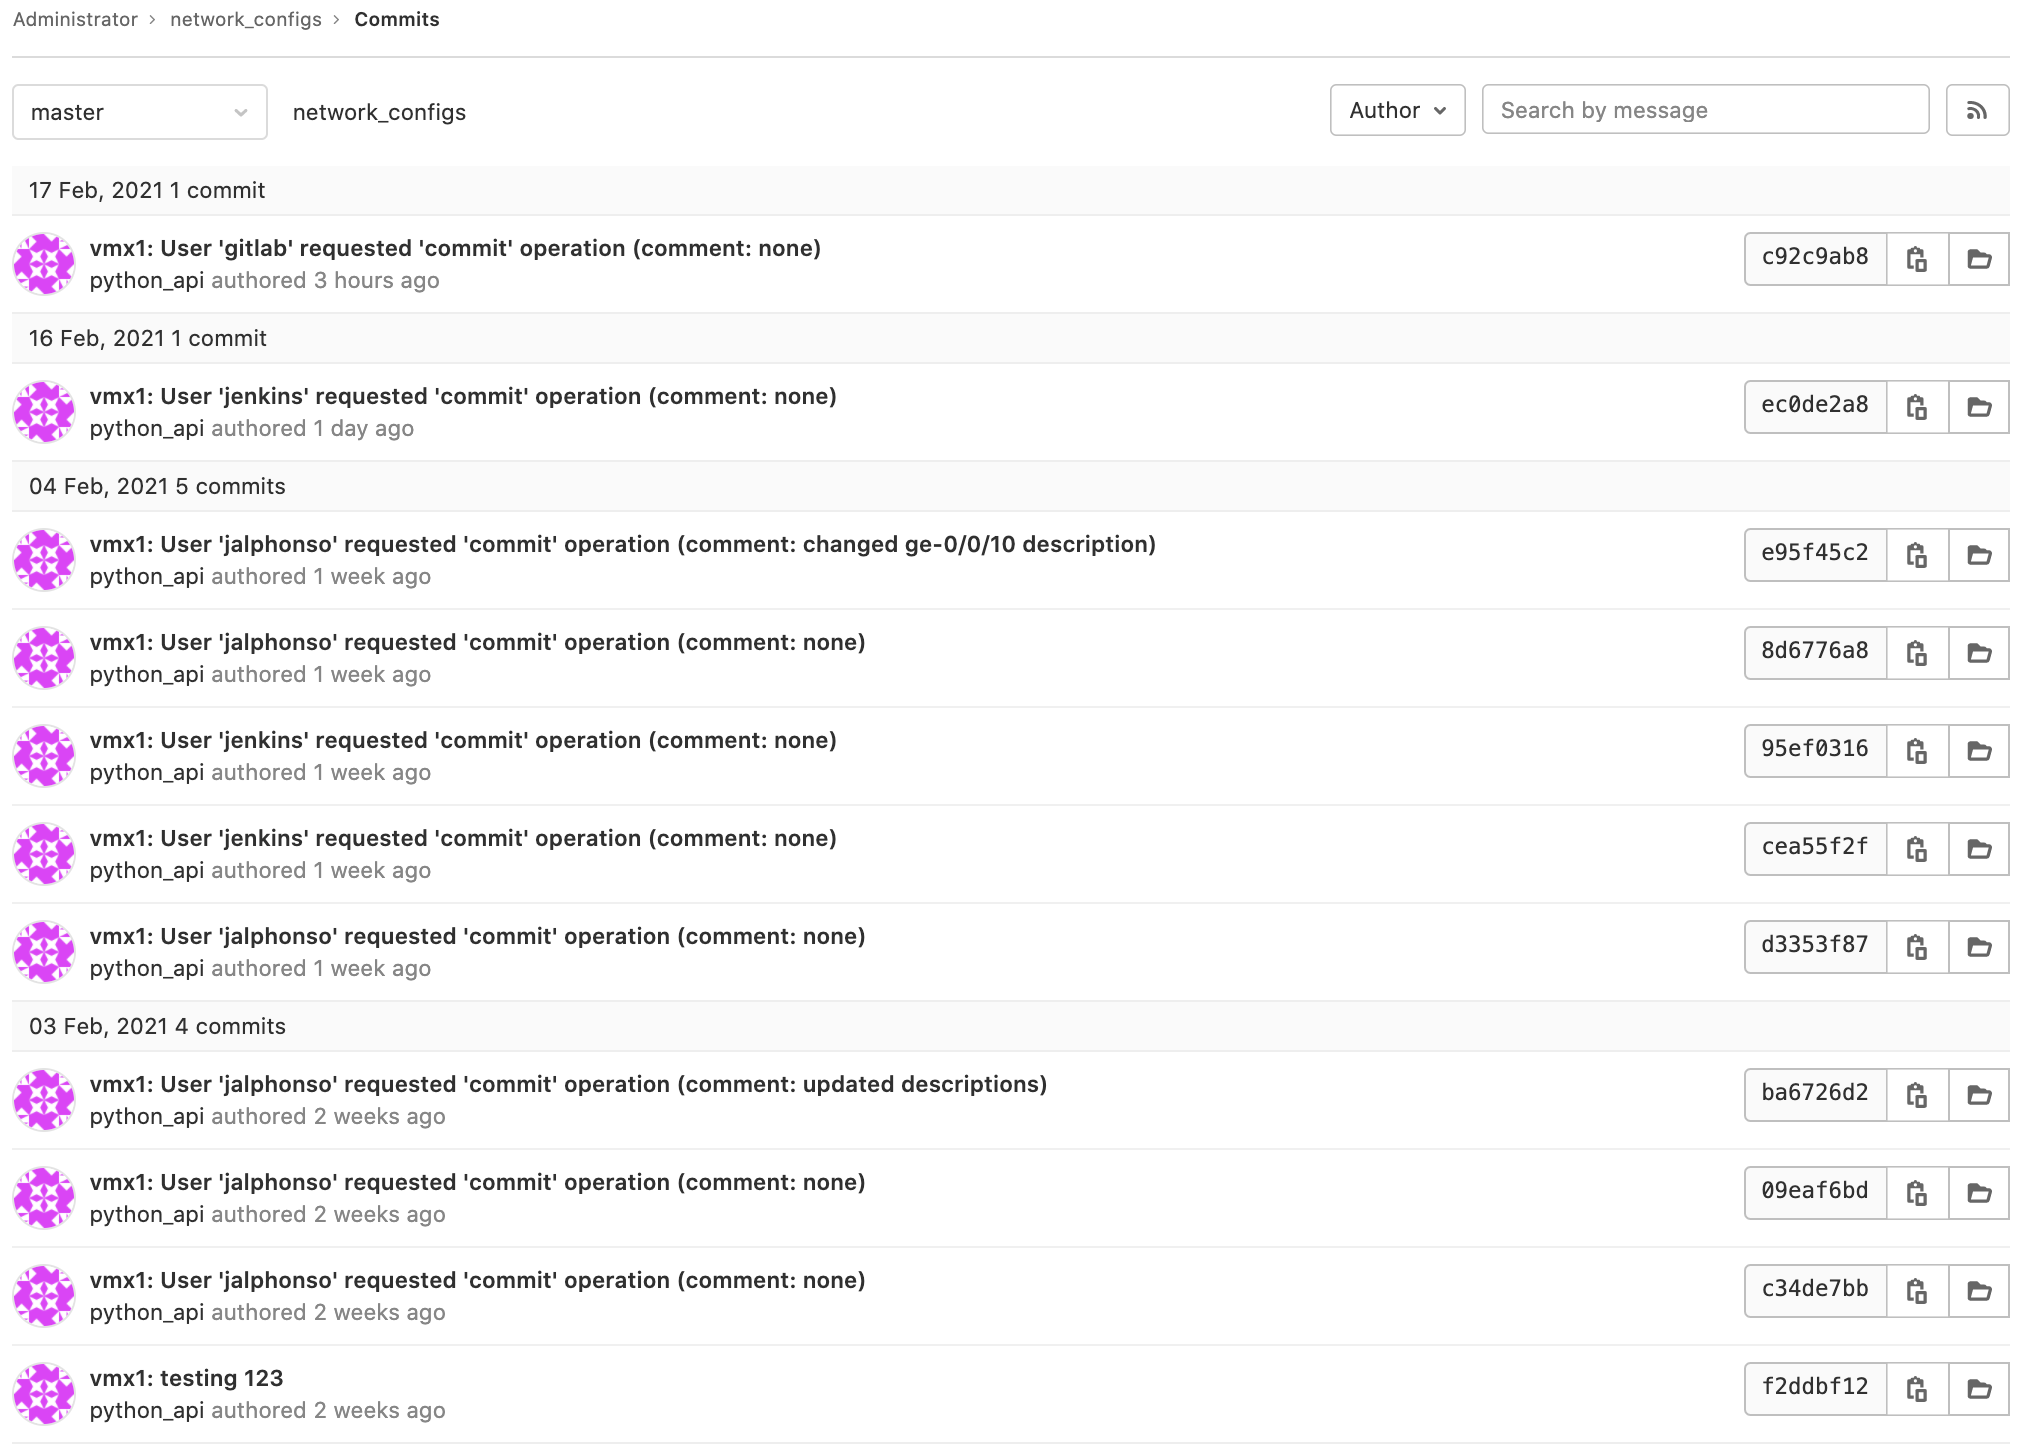 Administrator > network_configs > Commits
master network_configs Author Search by message
17 Feb, 2021 1 commit
vmx1: User 'gitlab' requested 'commit' operation (comment: none)
python_api authored 3 hours ago
c92c9ab8
16 Feb, 2021 1 commit
vmx1: User 'jenkins' requested 'commit' operation (comment: none)
python_api authored 1 day ago
ec0de2a8
04 Feb, 2021 5 commits
vmx1: User 'jalphonso' requested 'commit' operation (comment: changed ge-0/0/10 description)
python_api authored 1 week ago
e95f45c2
vmx1: User 'jalphonso' requested 'commit' operation (comment: none)
python_api authored 1 week ago
8d6776a8
vmx1: User 'jenkins' requested 'commit' operation (comment: none)
python_api authored 1 week ago
95ef0316
vmx1: User 'jenkins' requested 'commit' operation (comment: none)
python_api authored 1 week ago
cea55f2f
vmx1: User 'jalphonso' requested 'commit' operation (comment: none)
python_api authored 1 week ago
d3353f87
03 Feb, 2021 4 commits
vmx1: User 'jalphonso' requested 'commit' operation (comment: updated descriptions)
python_api authored 2 weeks ago
ba6726d2
vmx1: User 'jalphonso' requested 'commit' operation (comment: none)
python_api authored 2 weeks ago
09eaf6bd
vmx1: User 'jalphonso' requested 'commit' operation (comment: none)
python_api authored 2 weeks ago
c34de7bb
vmx1: testing 123
python_api authored 2 weeks ago
f2ddbf12